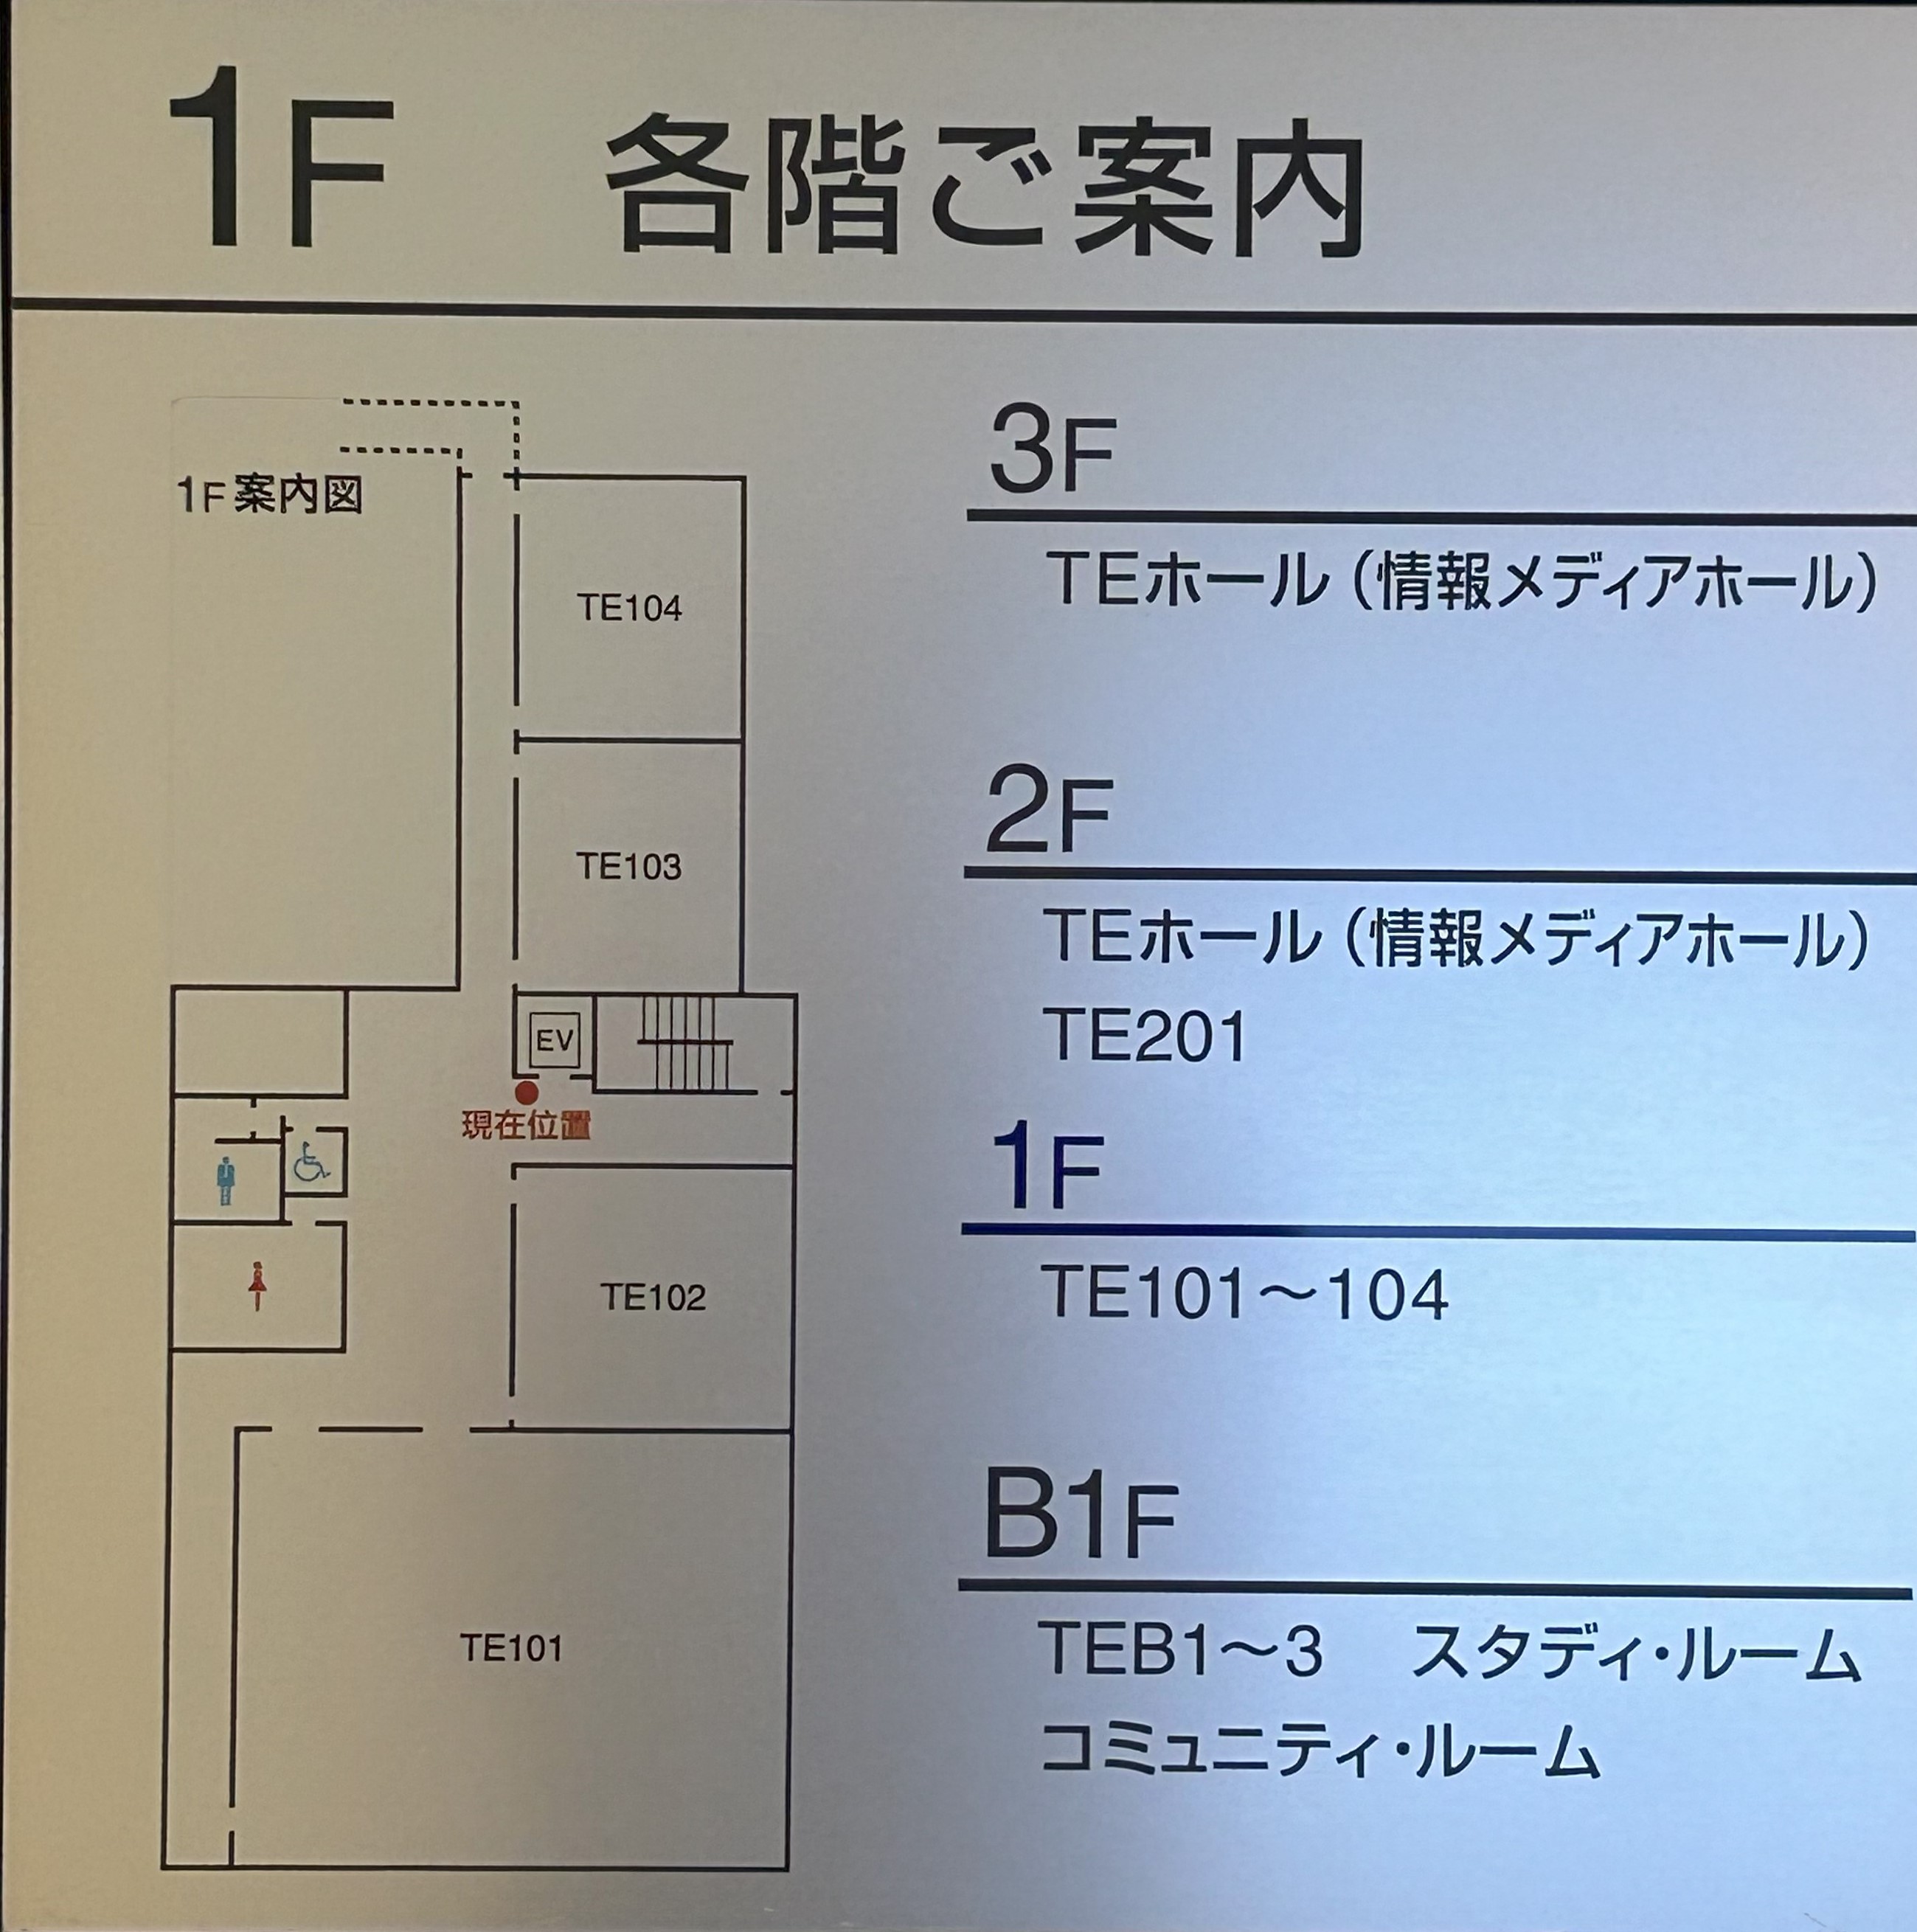 1F 各階ご案内
1F案内図
TE104
TE103
EV
現在位置
TE102
TE101
3F
TEホール（情報メディアホール）
2F
TEホール（情報メディアホール）
TE201
1F
TE101～104
B1F
TEB1～3 スタディ・ルーム
コミュニティ・ルーム